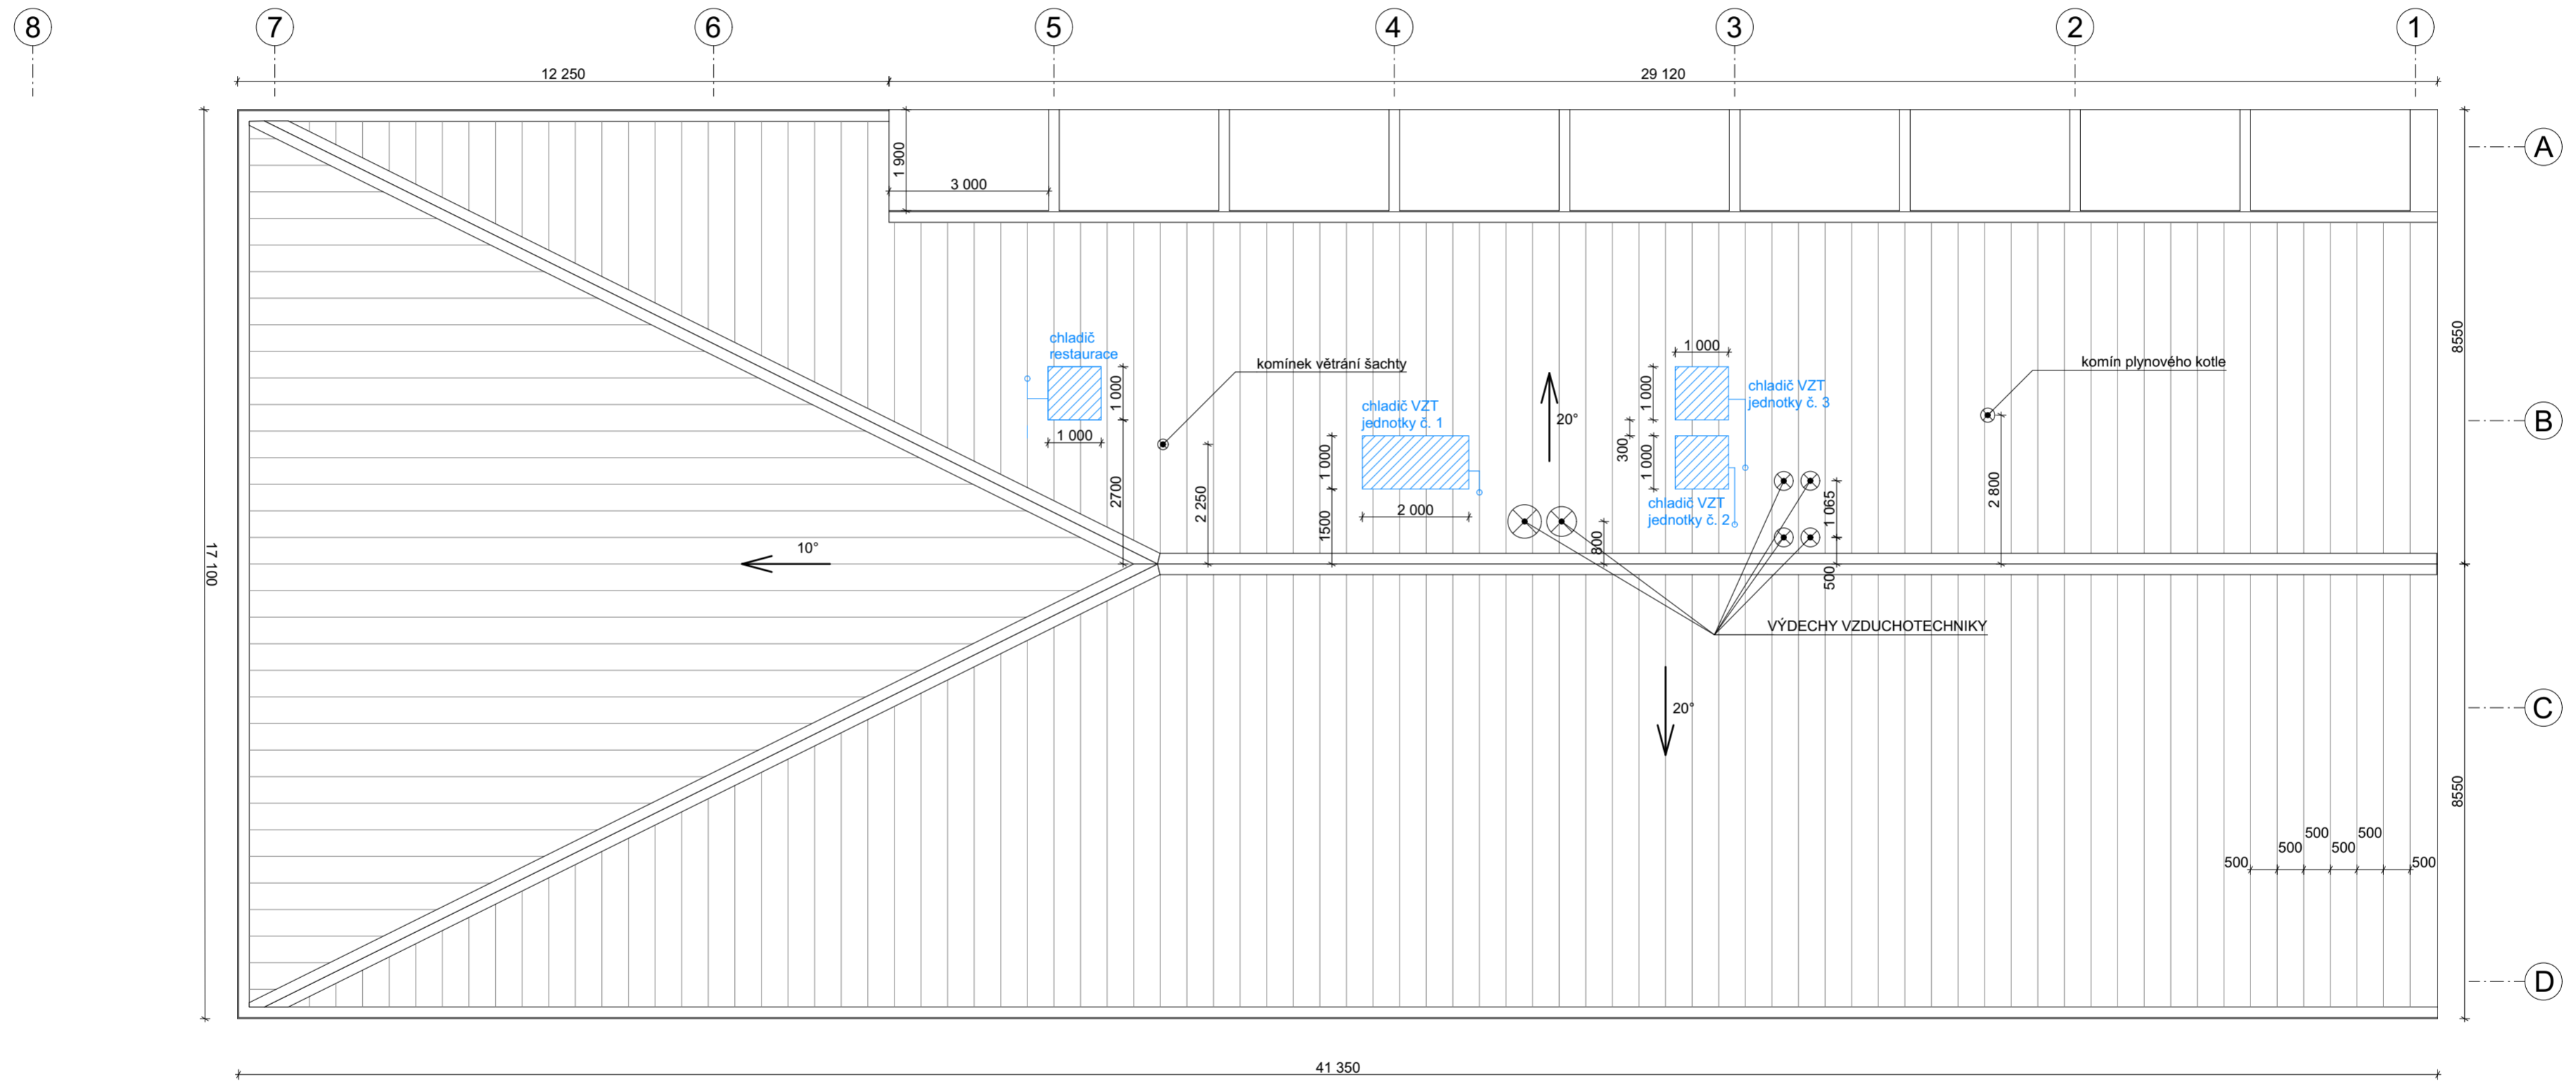 8
7
6
5
4
3
2
1
12 250
29 120
A
1 900
3 000
chladič
restaurace
1 000
1 000
2700
komínek větrání šachty
2 250
chladič VZT
jednotky č. 1
1 000
2 000
1500
20°
800
1 000
1 000
300
1 000
chladič VZT
jednotky č. 3
chladič VZT
jednotky č. 2
1 065
500
komín plynového kotle
2 800
8550
B
17 100
10°
VÝDECHY VZDUCHOTECHNIKY
20°
C
8550
500
500
500
500
500
500
D
41 350